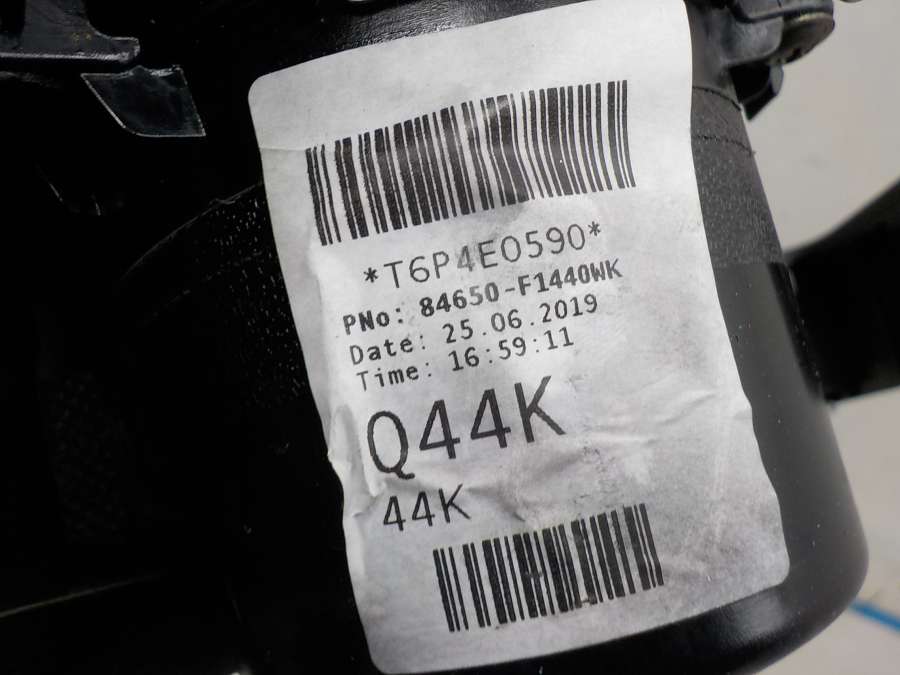 *T6P4E0590*
PNo: 84650-F1440WK
Date: 25.06.2019
Time: 16:59:11
Q44K
44K